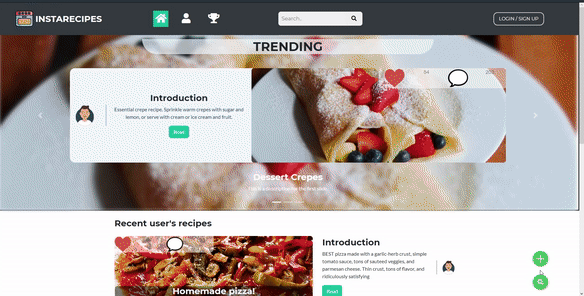 INSTARECIPES
Search..
LOGIN / SIGN UP
TRENDING
54
Introduction
Essential crepe recipe. Sprinkle warm crepes with sugar and
lemon, or serve with cream or ice cream and fruit.
Read
Dessert Crepes
Recent user's recipes
Introduction
BEST pizza made with a garlic-herb crust, simple
tomato sauce, tons of sauteed veggies, and
parmesan cheese. Thin crust, tons of flavor, and
ridiculously satisfying
Homemade pizza!
Read